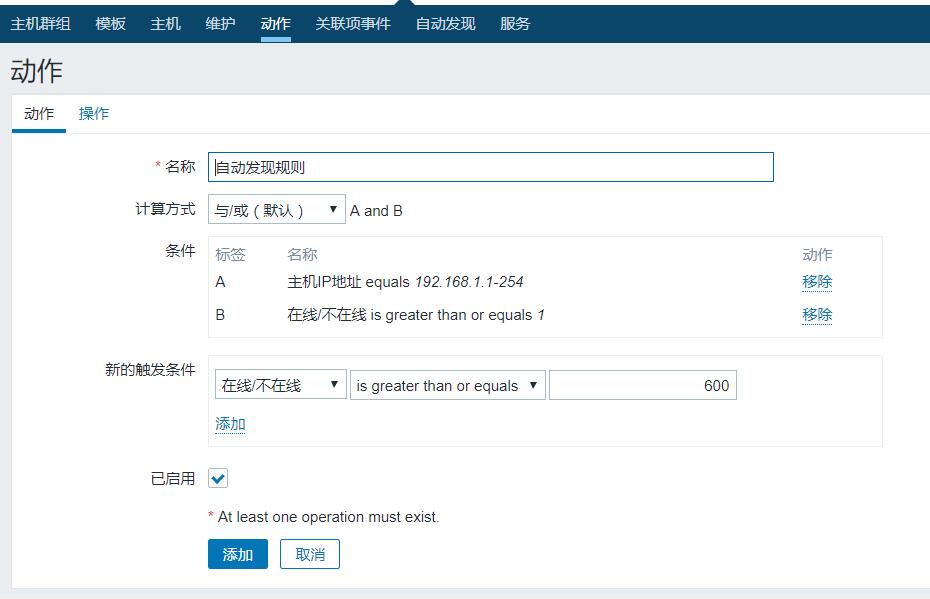 主机群组 模板 主机 维护 动作 关联项事件 自动发现 服务
动作
动作 操作
* 名称 自动发现规则
计算方式 与/或（默认） A and B
条件 标签 名称 动作
A 主机IP地址 equals 192.168.1.1-254 移除
B 在线/不在线 is greater than or equals 1 移除
新的触发条件 在线/不在线 is greater than or equals 600
添加
已启用
* At least one operation must exist.
添加 取消